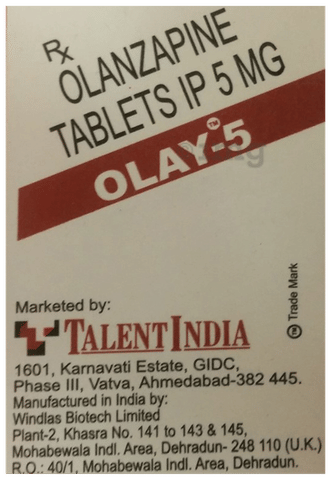 Rx
OLANZAPINE
TABLETS IP 5 MG
OLAY™-5
Marketed by:
TALENT INDIA
1601, Karnavati Estate, GIDC,
Phase III, Vatva, Ahmedabad-382 445.
Manufactured in India by:
Windlas Biotech Limited
Plant-2, Khasra No. 141 to 143 & 145,
Mohabewala Indl. Area, Dehradun- 248 110 (U.K.)
R.O.: 40/1, Mohabewala Indl. Area, Dehradun.
™ Trade Mark